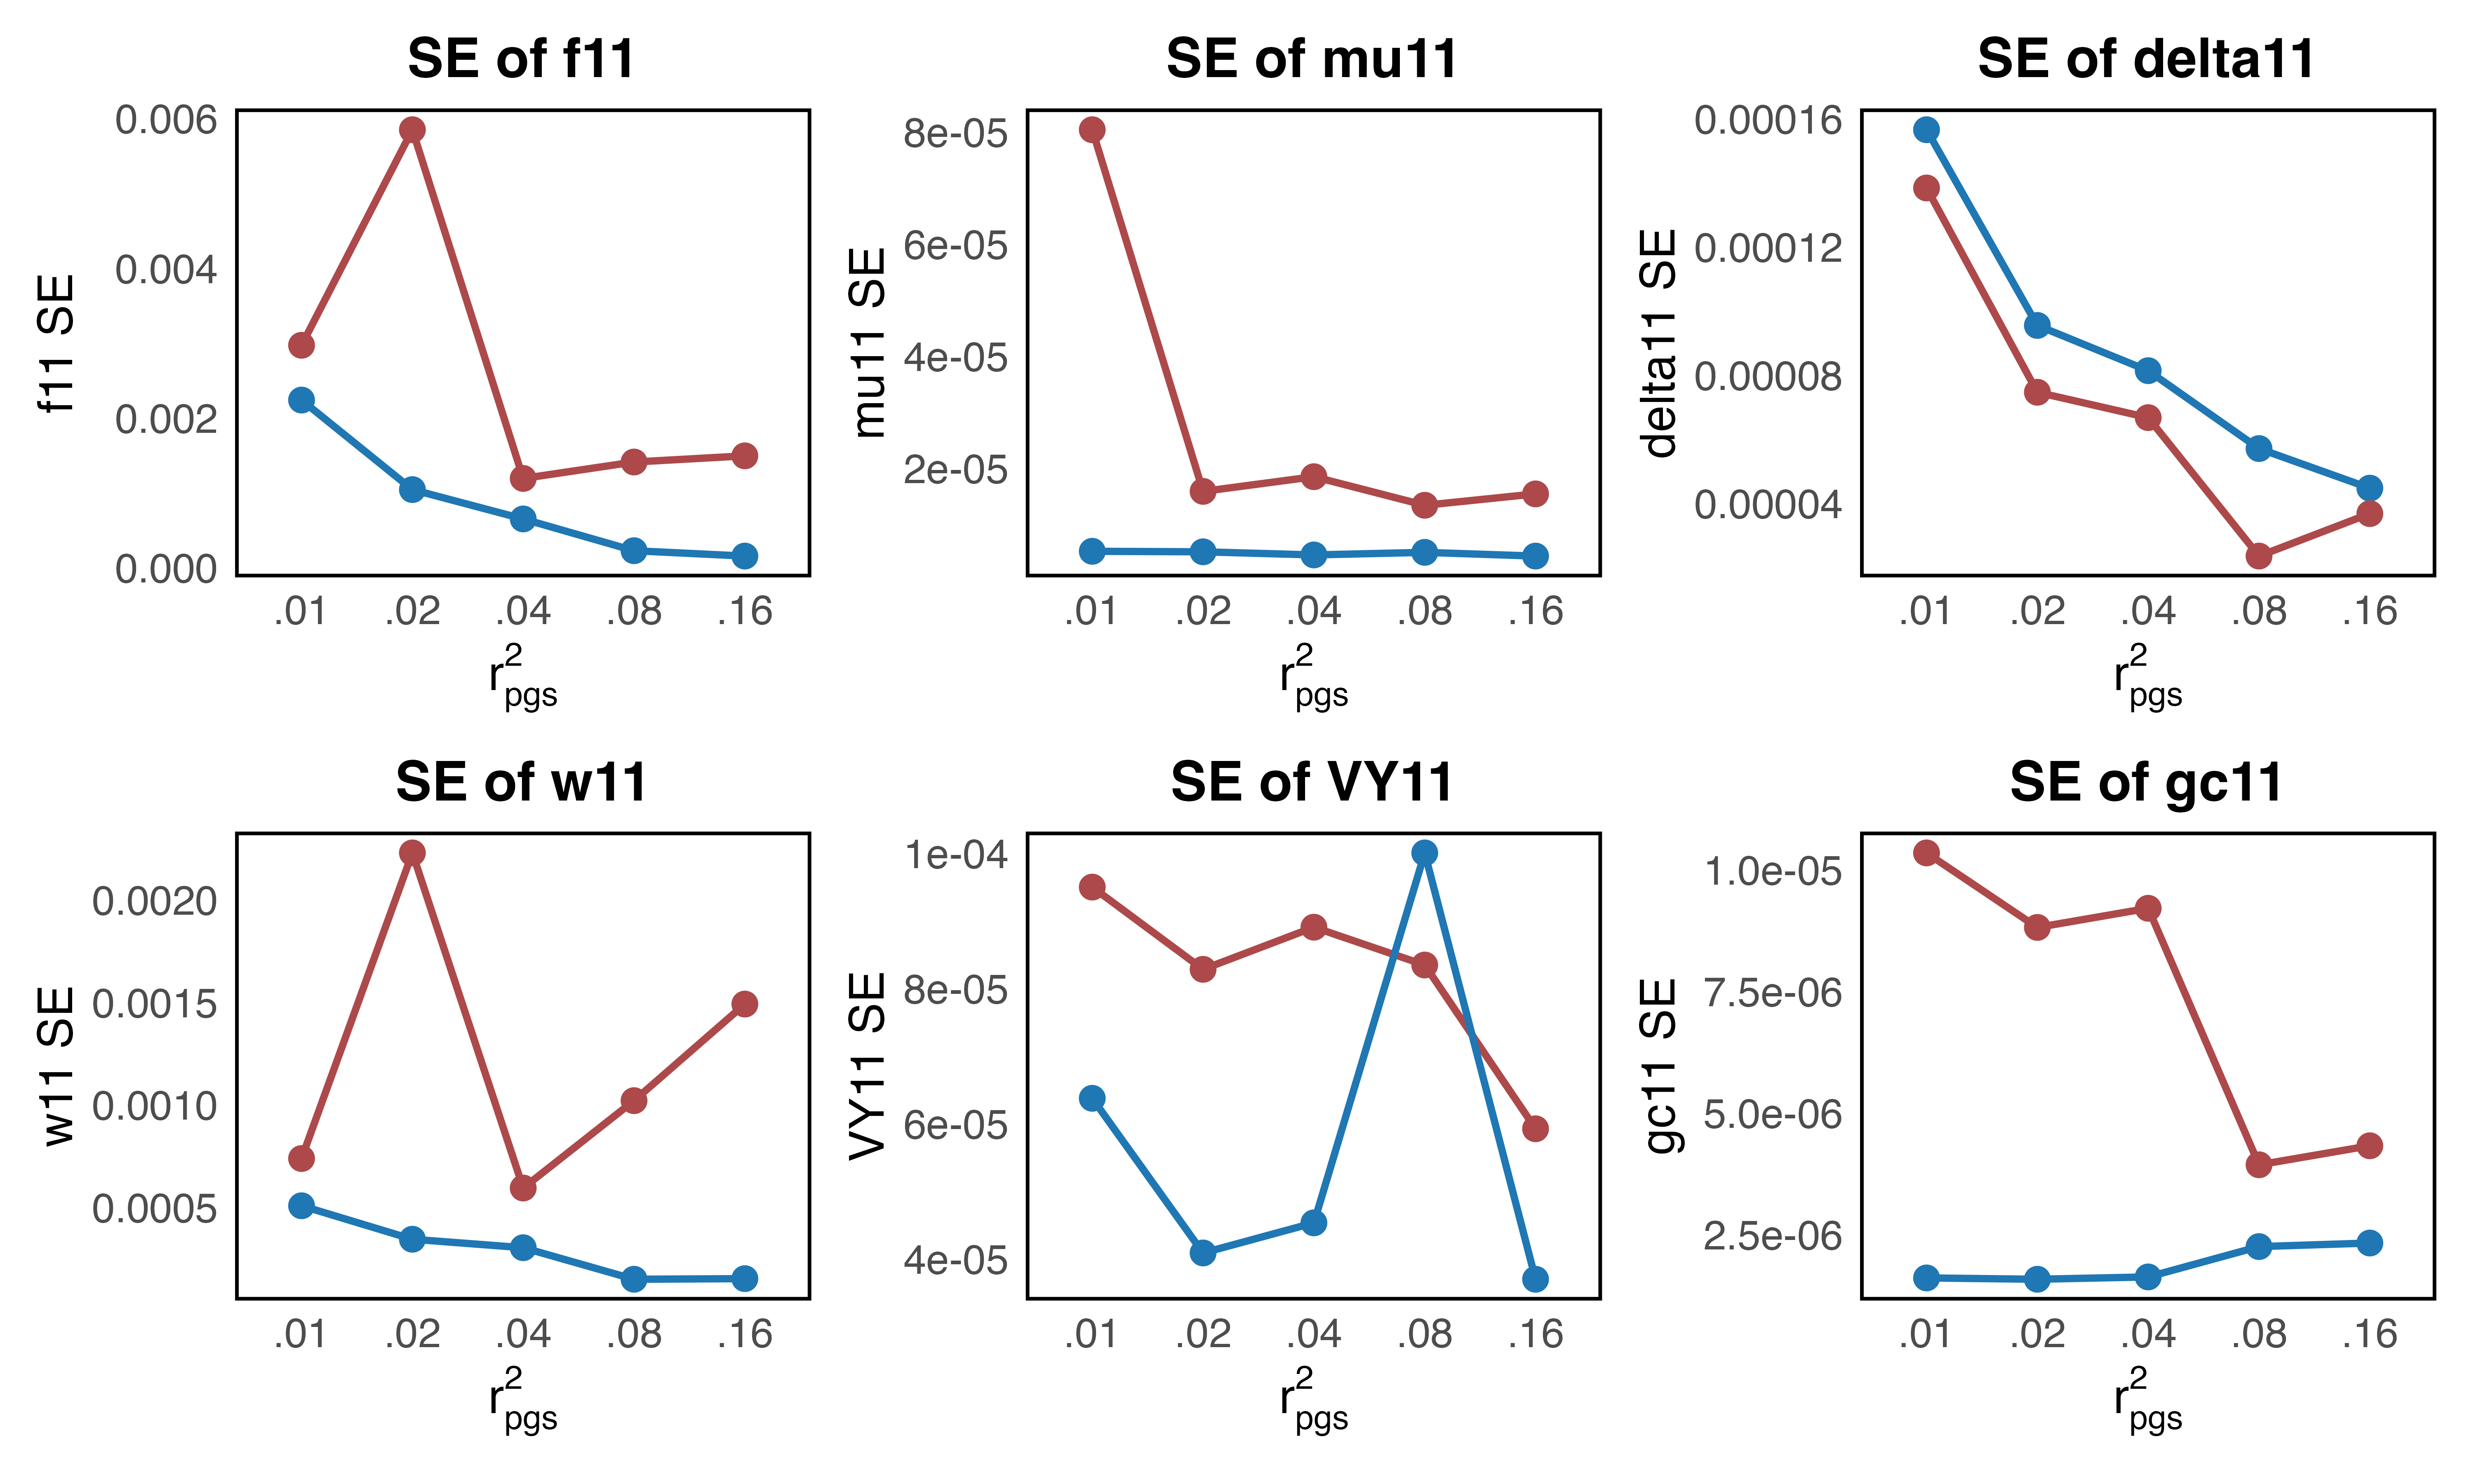 SE of f11
SE of mu11
SE of delta11
f11 SE
0.006
0.004
0.002
0.000
.01 .02 .04 .08 .16
r²pgs
mu11 SE
8e-05
6e-05
4e-05
2e-05
.01 .02 .04 .08 .16
r²pgs
delta11 SE
0.00016
0.00012
0.00008
0.00004
.01 .02 .04 .08 .16
r²pgs
SE of w11
SE of VY11
SE of gc11
w11 SE
0.0020
0.0015
0.0010
0.0005
.01 .02 .04 .08 .16
r²pgs
VY11 SE
1e-04
8e-05
6e-05
4e-05
.01 .02 .04 .08 .16
r²pgs
gc11 SE
1.0e-05
7.5e-06
5.0e-06
2.5e-06
.01 .02 .04 .08 .16
r²pgs